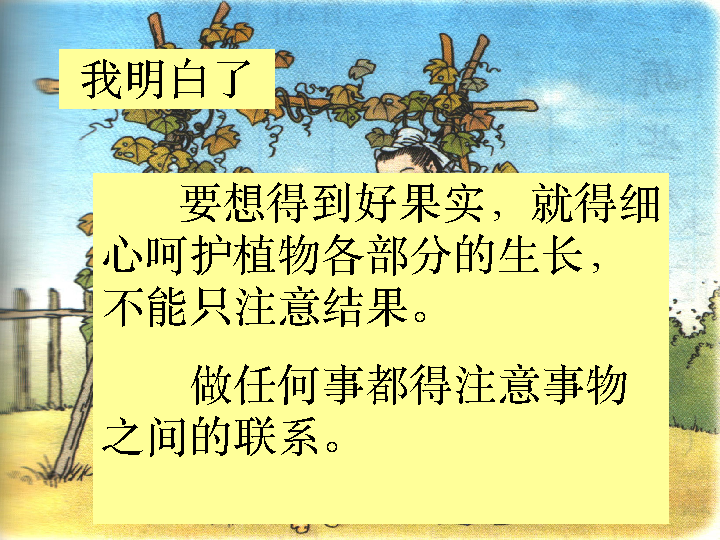 我明白了
要想得到好果实，就得细
心呵护植物各部分的生长，
不能只注意结果。
做任何事都得注意事物
之间的联系。